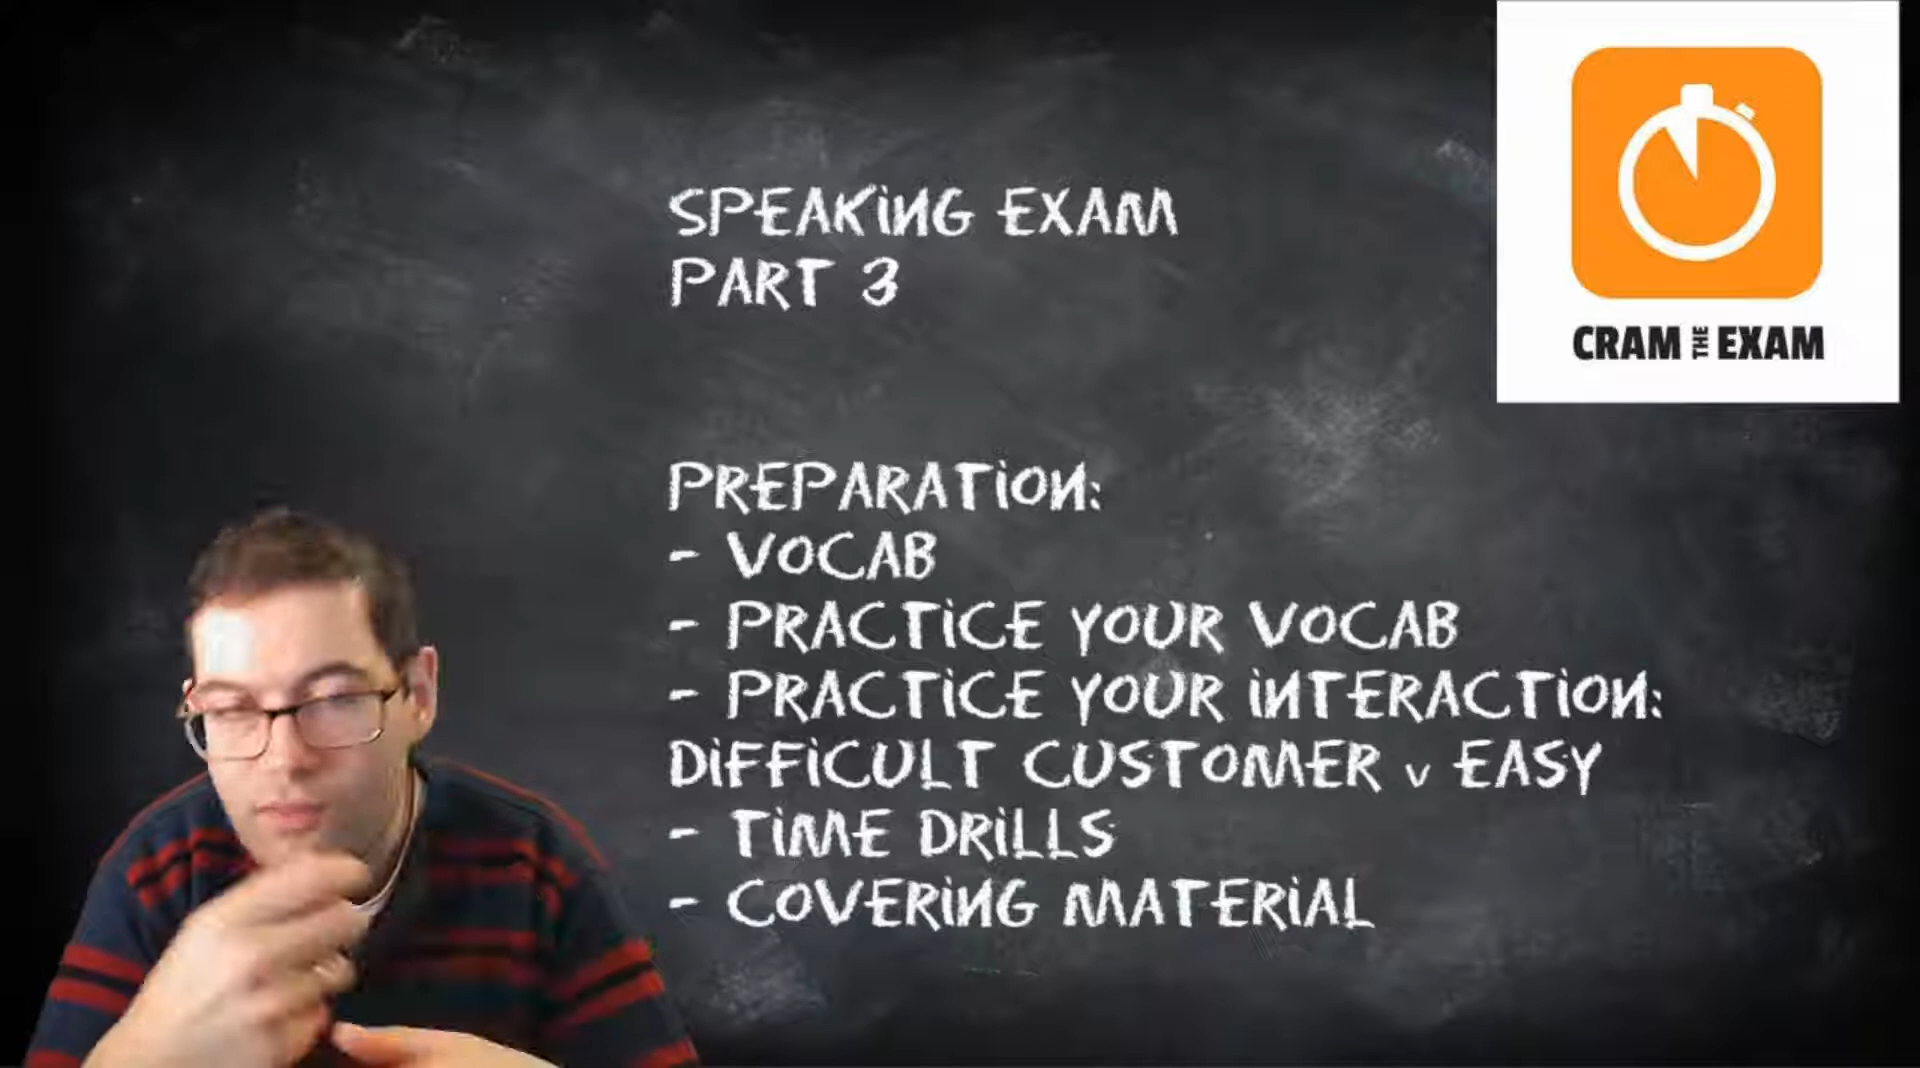 SPEAKING EXAM
PART 3
CRAM THE EXAM
PREPARATION:
- VOCAB
- PRACTICE YOUR VOCAB
- PRACTICE YOUR INTERACTION:
DIFFICULT CUSTOMER v EASY
- TIME DRILLS
- COVERING MATERIAL